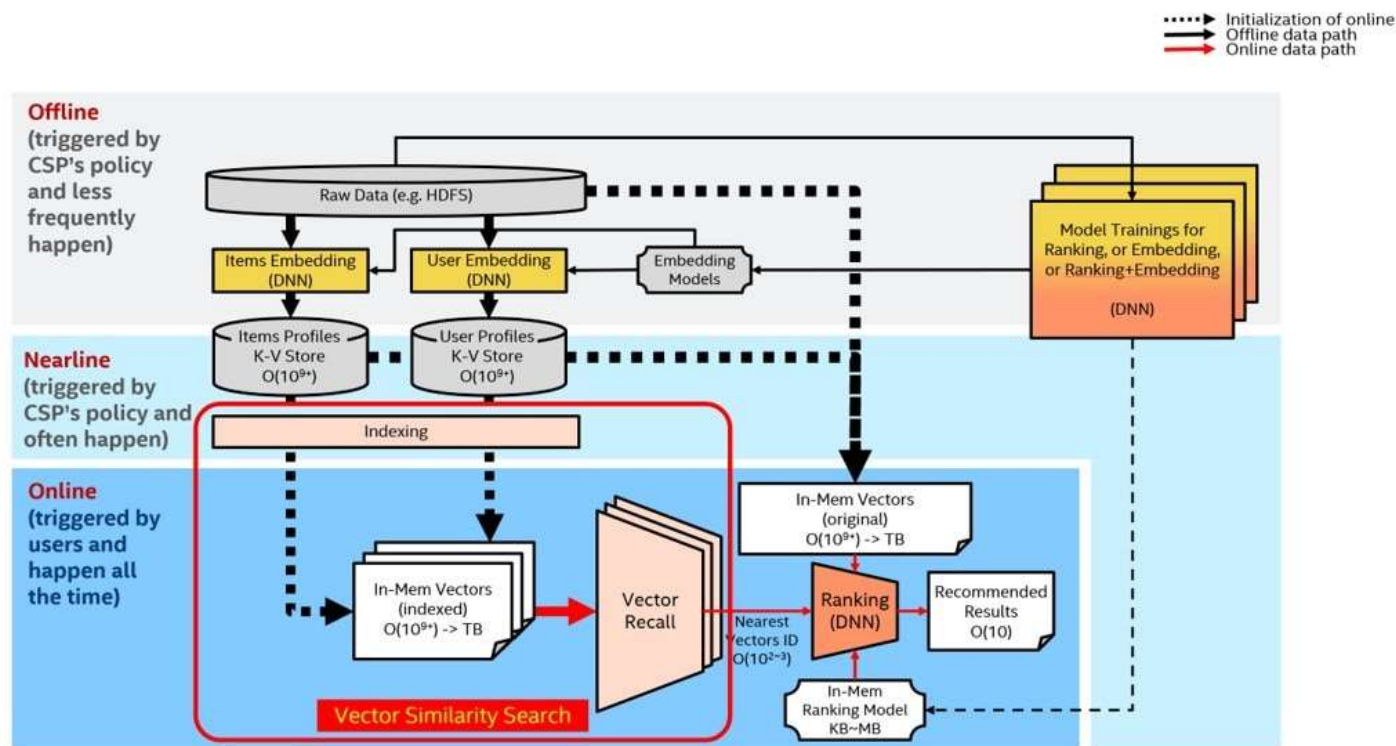 Initialization of online
Offline data path
Online data path
Offline
(triggered by
CSP's policy
and less
frequently
happen)
Raw Data (e.g. HDFS)
Items Embedding
(DNN)
User Embedding
(DNN)
Embedding
Models
Model Trainings for
Ranking, or Embedding,
or Ranking+Embedding
(DNN)
Items Profiles
K-V Store
O(10⁹⁺)
User Profiles
K-V Store
O(10⁹⁺)
Nearline
(triggered by
CSP's policy and
often happen)
Indexing
Online
(triggered by
users and
happen all
the time)
In-Mem Vectors
(indexed)
O(10⁹⁺) -> TB
Vector
Recall
Nearest
Vectors ID
O(10²⁻³)
In-Mem Vectors
(original)
O(10⁹⁺) -> TB
Ranking
(DNN)
Recommended
Results
O(10)
In-Mem
Ranking Model
KB~MB
Vector Similarity Search